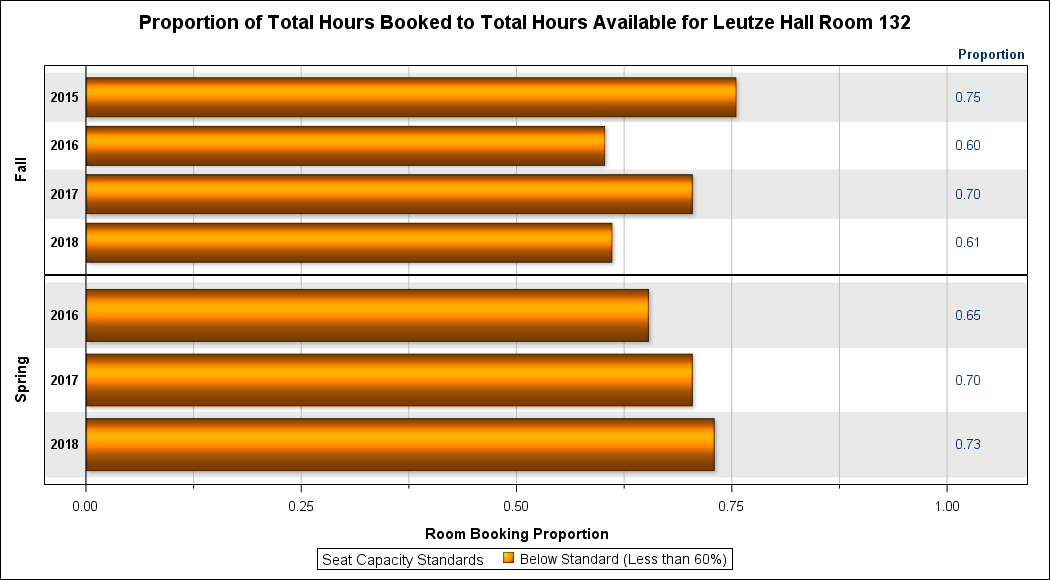 Proportion of Total Hours Booked to Total Hours Available for Leutze Hall Room 132
Proportion
Fall
2015 0.75
2016 0.60
2017 0.70
2018 0.61
Spring
2016 0.65
2017 0.70
2018 0.73
0.00 0.25 0.50 0.75 1.00
Room Booking Proportion
Seat Capacity Standards Below Standard (Less than 60%)